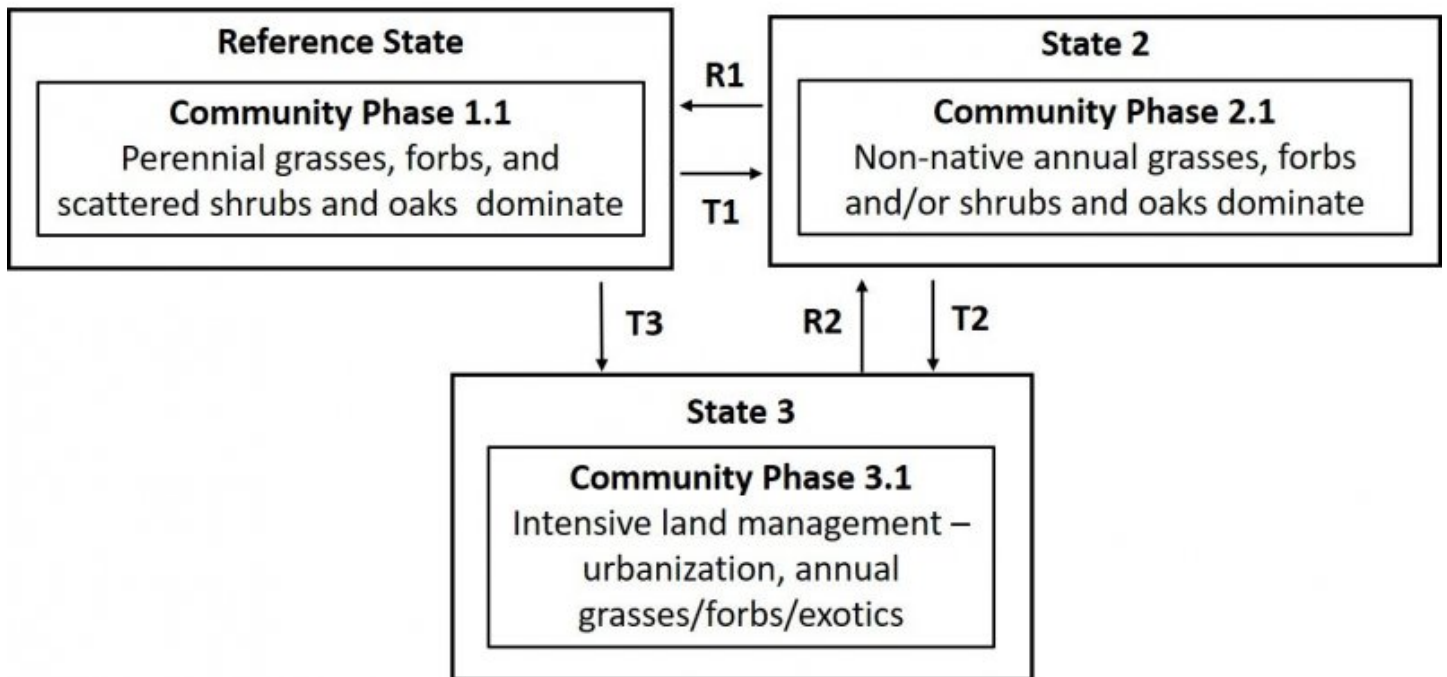 Reference State
Community Phase 1.1
Perennial grasses, forbs, and
scattered shrubs and oaks dominate
R1
T1
State 2
Community Phase 2.1
Non-native annual grasses, forbs
and/or shrubs and oaks dominate
T3
R2
T2
State 3
Community Phase 3.1
Intensive land management –
urbanization, annual
grasses/forbs/exotics